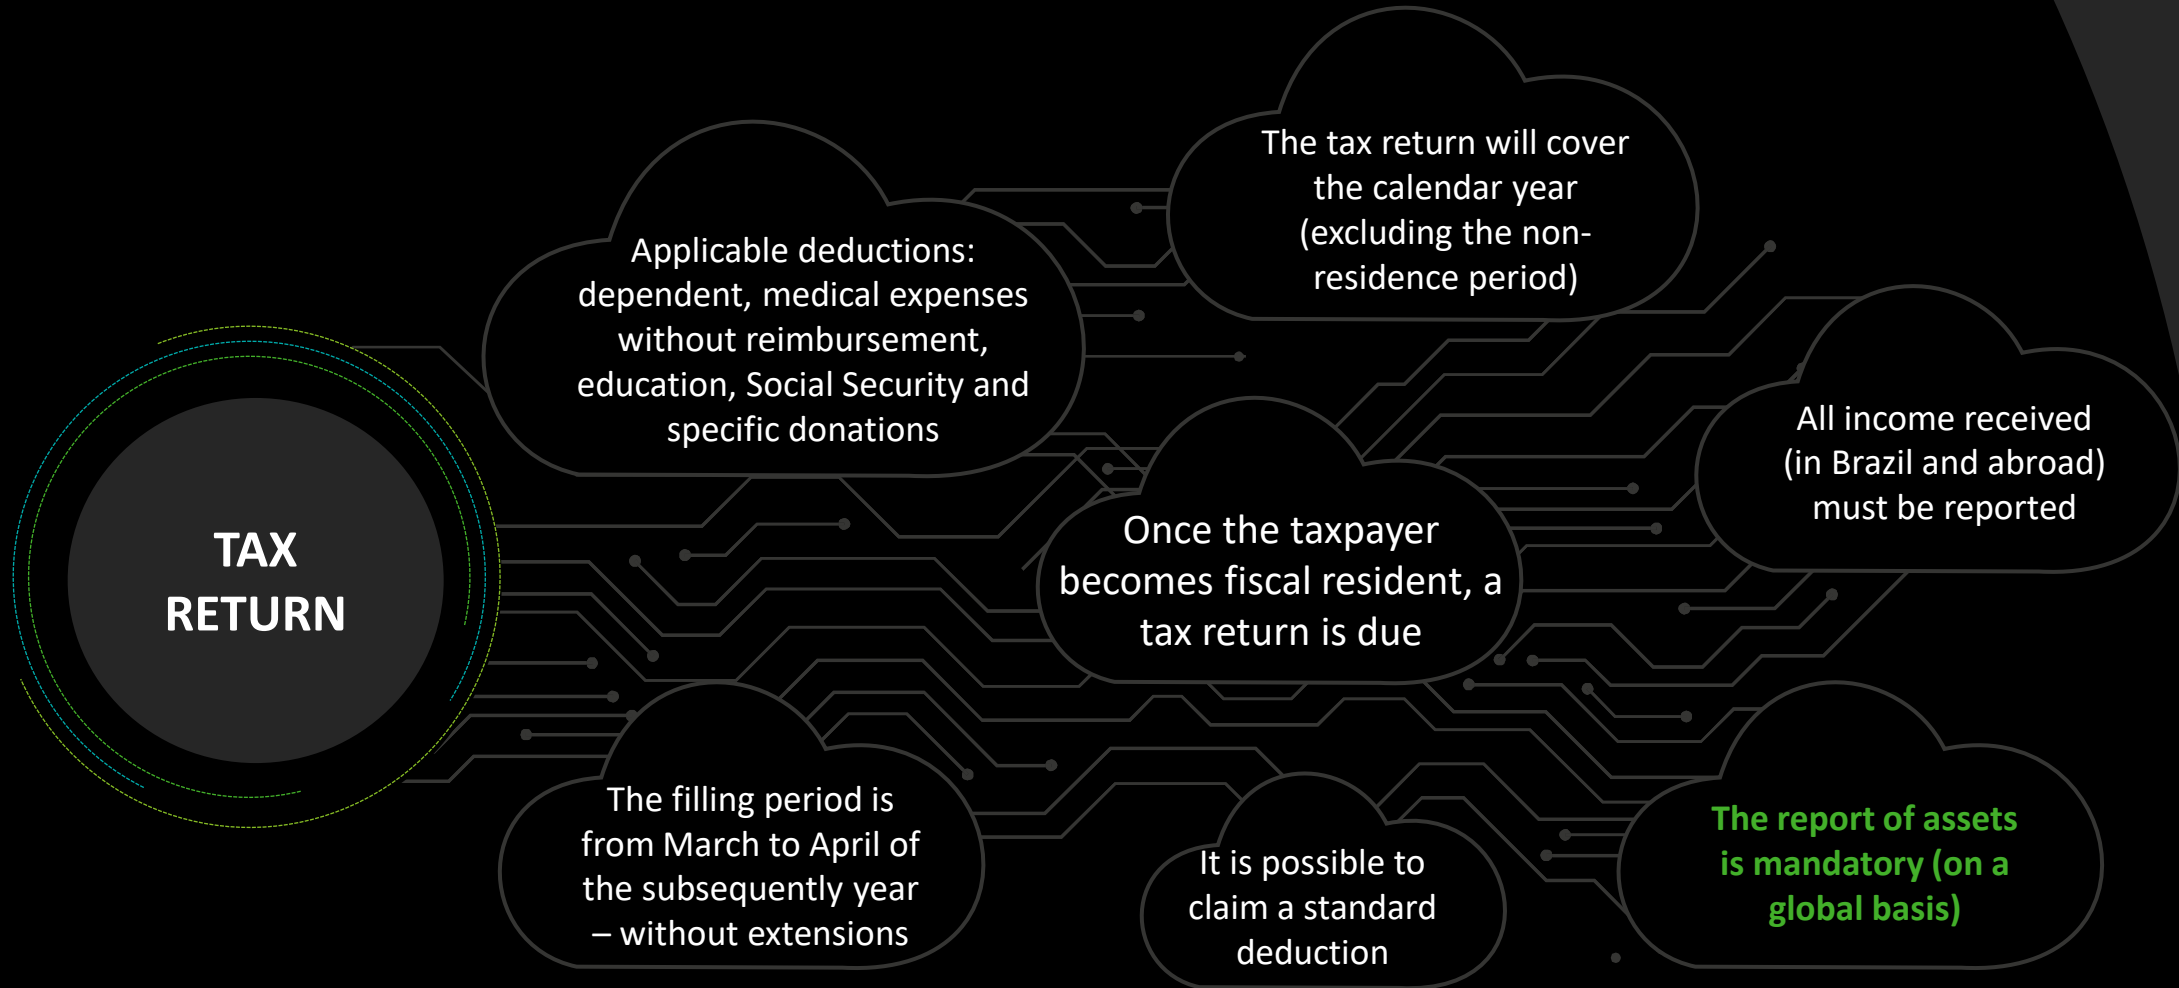 TAX
RETURN
Applicable deductions:
dependent, medical expenses
without reimbursement,
education, Social Security and
specific donations
The tax return will cover
the calendar year
(excluding the non-
residence period)
All income received
(in Brazil and abroad)
must be reported
Once the taxpayer
becomes fiscal resident, a
tax return is due
The filling period is
from March to April of
the subsequently year
– without extensions
It is possible to
claim a standard
deduction
The report of assets
is mandatory (on a
global basis)